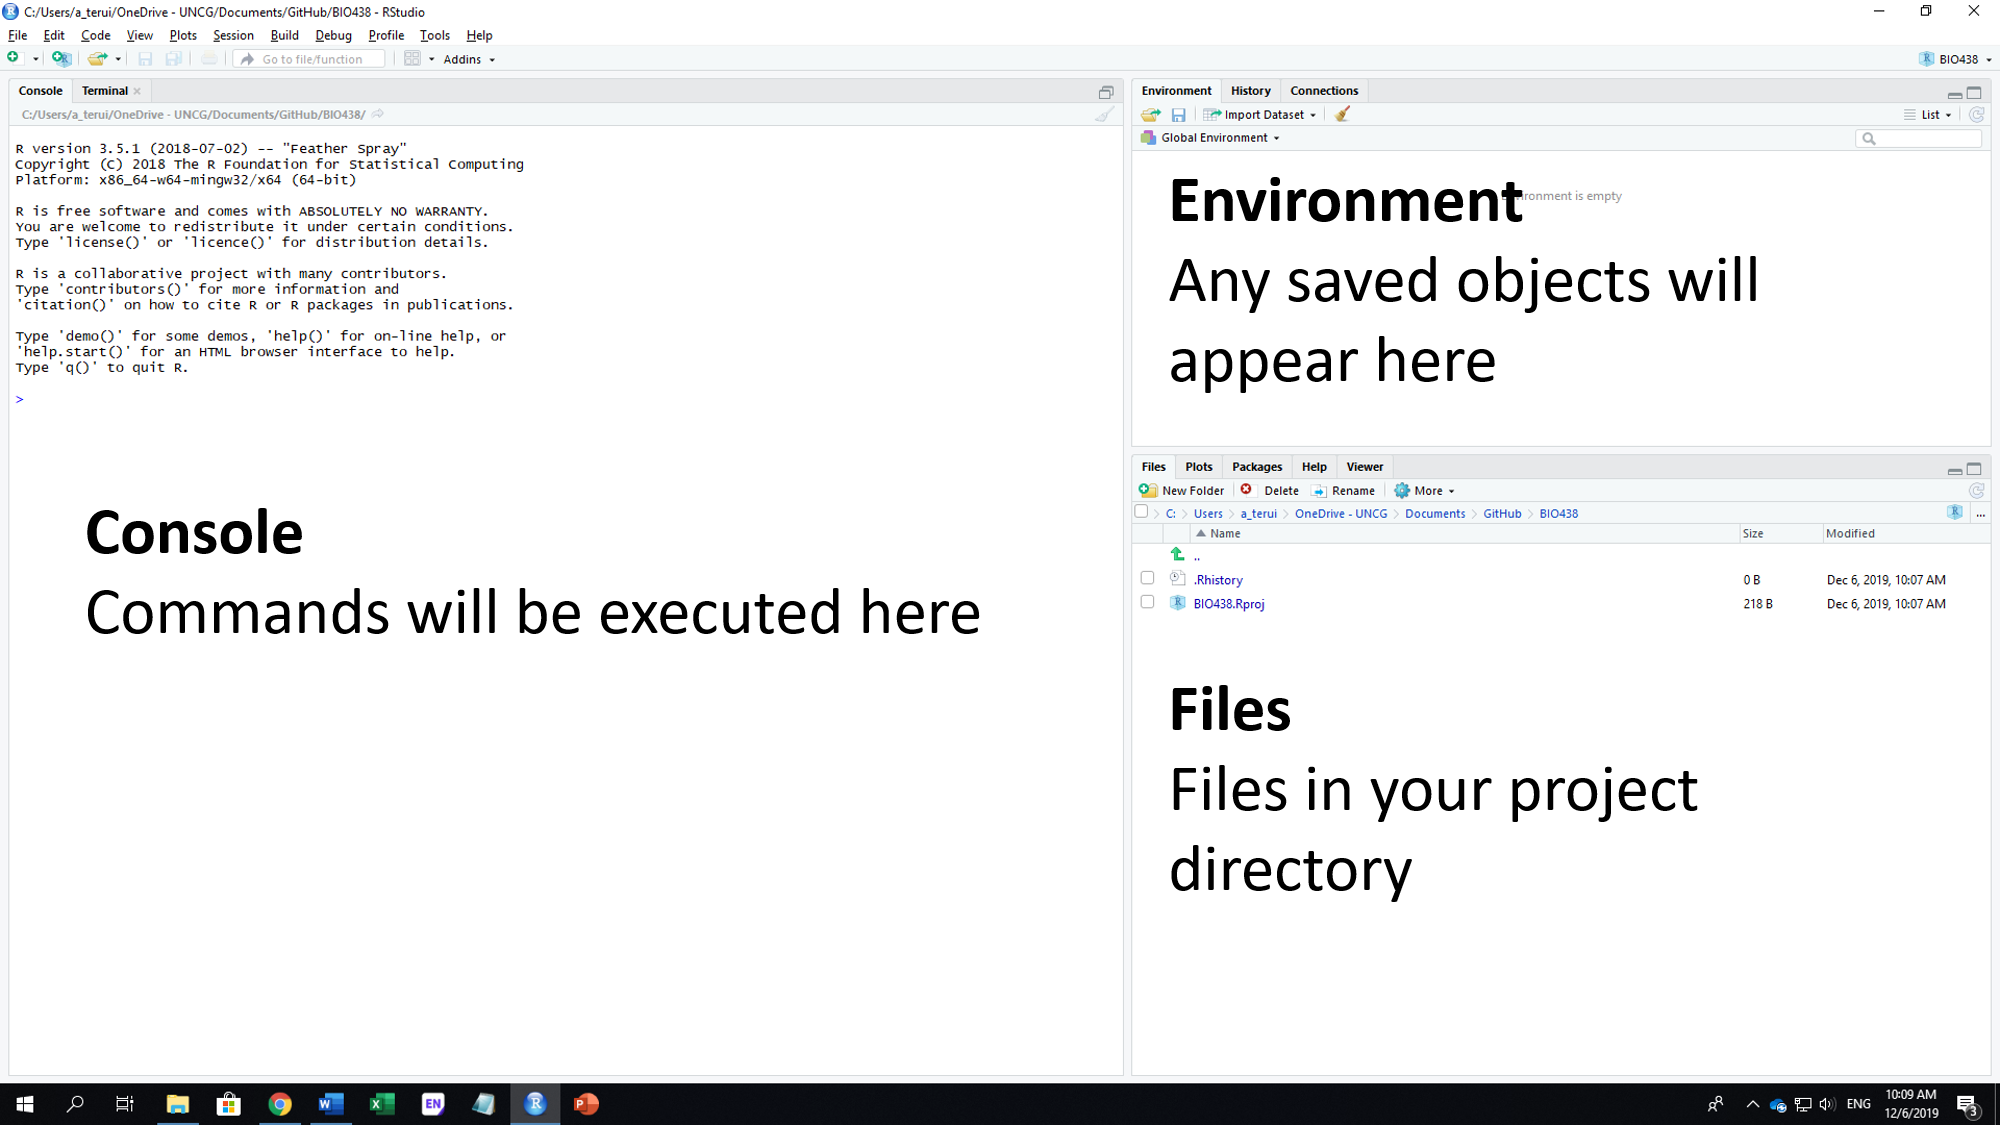 C:/Users/a_terui/OneDrive - UNCG/Documents/GitHub/BIO438 - RStudio
File Edit Code View Plots Session Build Debug Profile Tools Help
Go to file/function Addins BIO438
Console Terminal
C:/Users/a_terui/OneDrive - UNCG/Documents/GitHub/BIO438/
R version 3.5.1 (2018-07-02) -- "Feather Spray"
Copyright (C) 2018 The R Foundation for Statistical Computing
Platform: x86_64-w64-mingw32/x64 (64-bit)
R is free software and comes with ABSOLUTELY NO WARRANTY.
You are welcome to redistribute it under certain conditions.
Type 'license()' or 'licence()' for distribution details.
R is a collaborative project with many contributors.
Type 'contributors()' for more information and
'citation()' on how to cite R or R packages in publications.
Type 'demo()' for some demos, 'help()' for on-line help, or
'help.start()' for an HTML browser interface to help.
Type 'q()' to quit R.
>
Console
Commands will be executed here
Environment History Connections
Import Dataset List
Global Environment
is empty
Environment
Any saved objects will
appear here
Files Plots Packages Help Viewer
New Folder Delete Rename More
C: Users a_terui OneDrive - UNCG Documents GitHub BIO438 ...
Name Size Modified
..
.Rhistory 0 B Dec 6, 2019, 10:07 AM
BIO438.Rproj 218 B Dec 6, 2019, 10:07 AM
Files
Files in your project
directory
EN
ENG
10:09 AM
12/6/2019
3